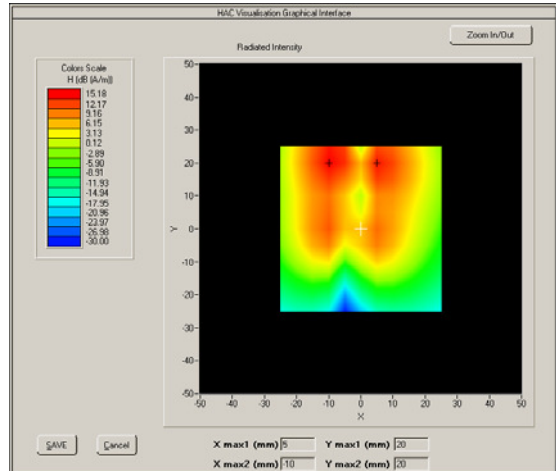 HAC Visualisation Graphical Interface
Zoom In/Out
Radiated Intensity
Colors Scale
H (dB (A/m))
15.18
12.17
9.16
6.15
3.13
0.12
-2.89
-5.90
-8.91
-11.93
-14.94
-17.95
-20.96
-23.97
-26.98
-30.00
50
40
30
20
10
0
-10
-20
-30
-40
-50
Y
-50 -40 -30 -20 -10 0 10 20 30 40 50
X
SAVE
Cancel
X max1 (mm) 5 Y max1 (mm) 20
X max2 (mm) -10 Y max2 (mm) 20